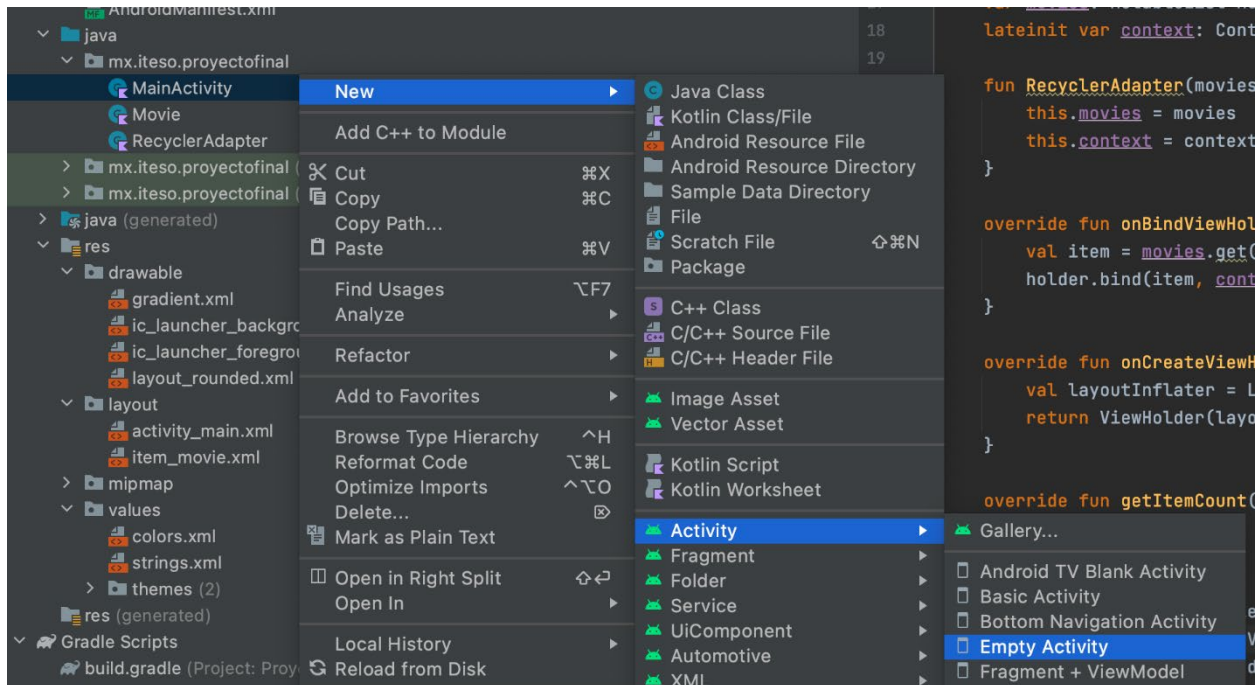 AndroidManifest.xml
java
mx.iteso.proyectofinal
MainActivity
Movie
RecyclerAdapter
mx.iteso.proyectofinal (
mx.iteso.proyectofinal (
java (generated)
res
drawable
gradient.xml
ic_launcher_backgro
ic_launcher_foregrou
layout_rounded.xml
layout
activity_main.xml
item_movie.xml
mipmap
values
colors.xml
strings.xml
themes (2)
res (generated)
Gradle Scripts
build.gradle (Project: Proy
New
Add C++ to Module
Cut ⌘X
Copy ⌘C
Copy Path...
Paste ⌘V
Find Usages ⌥F7
Analyze
Refactor
Add to Favorites
Browse Type Hierarchy ^H
Reformat Code ⌥⌘L
Optimize Imports ^⌥O
Delete... ⌦
Mark as Plain Text
Open in Right Split ⇧⏎
Open In
Local History
Reload from Disk
Java Class
Kotlin Class/File
Android Resource File
Android Resource Directory
Sample Data Directory
File
Scratch File ⇧⌘N
Package
C++ Class
C/C++ Source File
C/C++ Header File
Image Asset
Vector Asset
Kotlin Script
Kotlin Worksheet
Activity
Fragment
Folder
Service
UiComponent
Automotive
XML
Gallery...
Android TV Blank Activity
Basic Activity
Bottom Navigation Activity
Empty Activity
Fragment + ViewModel
18 lateinit var context: Cont
19
fun RecyclerAdapter(movies
this.movies = movies
this.context = context
}
override fun onBindViewHol
val item = movies.get(
holder.bind(item, cont
}
override fun onCreateViewH
val layoutInflater = L
return ViewHolder(layo
}
override fun getItemCount(